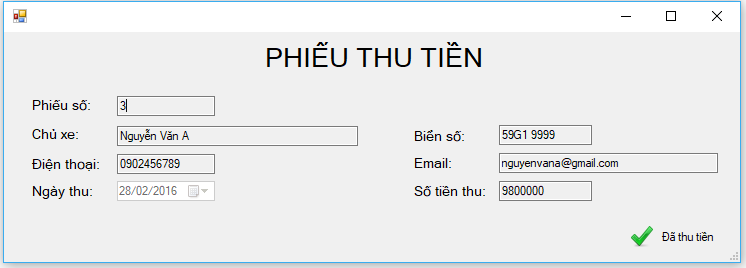 PHIẾU THU TIỀN
Phiếu số: 3
Chủ xe: Nguyễn Văn A
Biển số: 59G1 9999
Điện thoại: 0902456789
Email: nguyenvana@gmail.com
Ngày thu: 28/02/2016
Số tiền thu: 9800000
Đã thu tiền